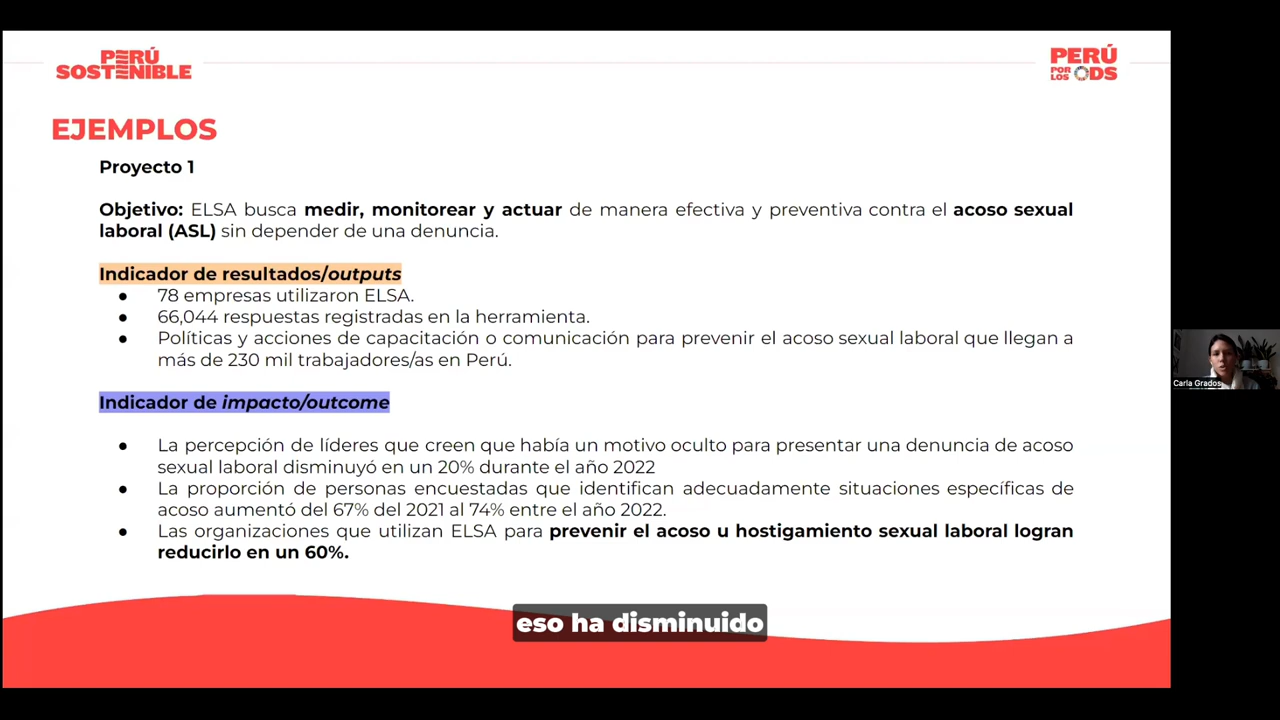 PERÚ
SOSTENIBLE
PERÚ
POR LOS ODS
EJEMPLOS
Proyecto 1
Objetivo: ELSA busca medir, monitorear y actuar de manera efectiva y preventiva contra el acoso sexual
laboral (ASL) sin depender de una denuncia.
Indicador de resultados/outputs
● 78 empresas utilizaron ELSA.
● 66,044 respuestas registradas en la herramienta.
● Políticas y acciones de capacitación o comunicación para prevenir el acoso sexual laboral que llegan a
más de 230 mil trabajadores/as en Perú.
Indicador de impacto/outcome
● La percepción de líderes que creen que había un motivo oculto para presentar una denuncia de acoso
sexual laboral disminuyó en un 20% durante el año 2022
● La proporción de personas encuestadas que identifican adecuadamente situaciones específicas de
acoso aumentó del 67% del 2021 al 74% entre el año 2022.
● Las organizaciones que utilizan ELSA para prevenir el acoso u hostigamiento sexual laboral logran
reducirlo en un 60%.
Carla Grados
eso ha disminuido